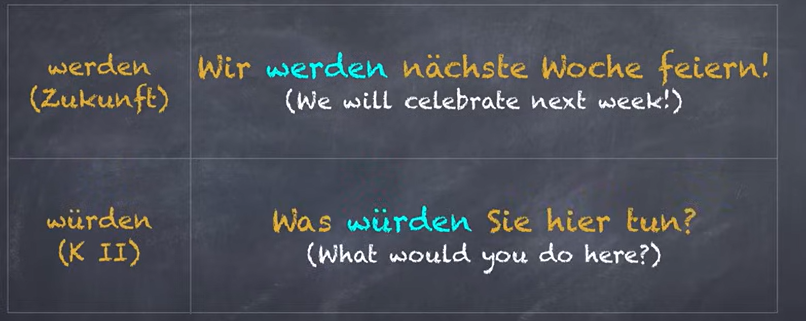 werden
(Zukunft)
Wir werden nächste Woche feiern!
(We will celebrate next week!)
würden
(K II)
Was würden Sie hier tun?
(What would you do here?)